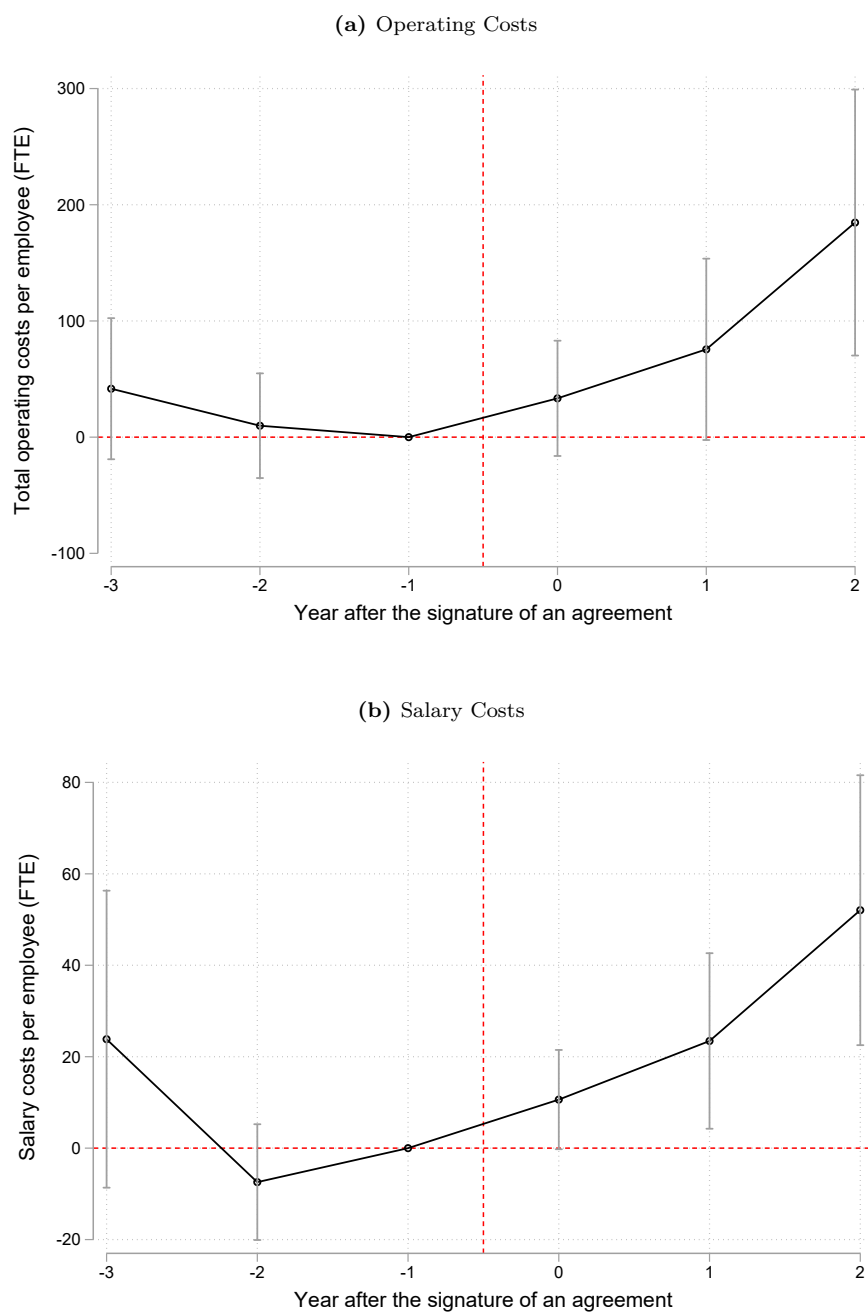 (a) Operating Costs
Total operating costs per employee (FTE)
300
200
100
0
-100
-3 -2 -1 0 1 2
Year after the signature of an agreement
(b) Salary Costs
Salary costs per employee (FTE)
80
60
40
20
0
-20
-3 -2 -1 0 1 2
Year after the signature of an agreement